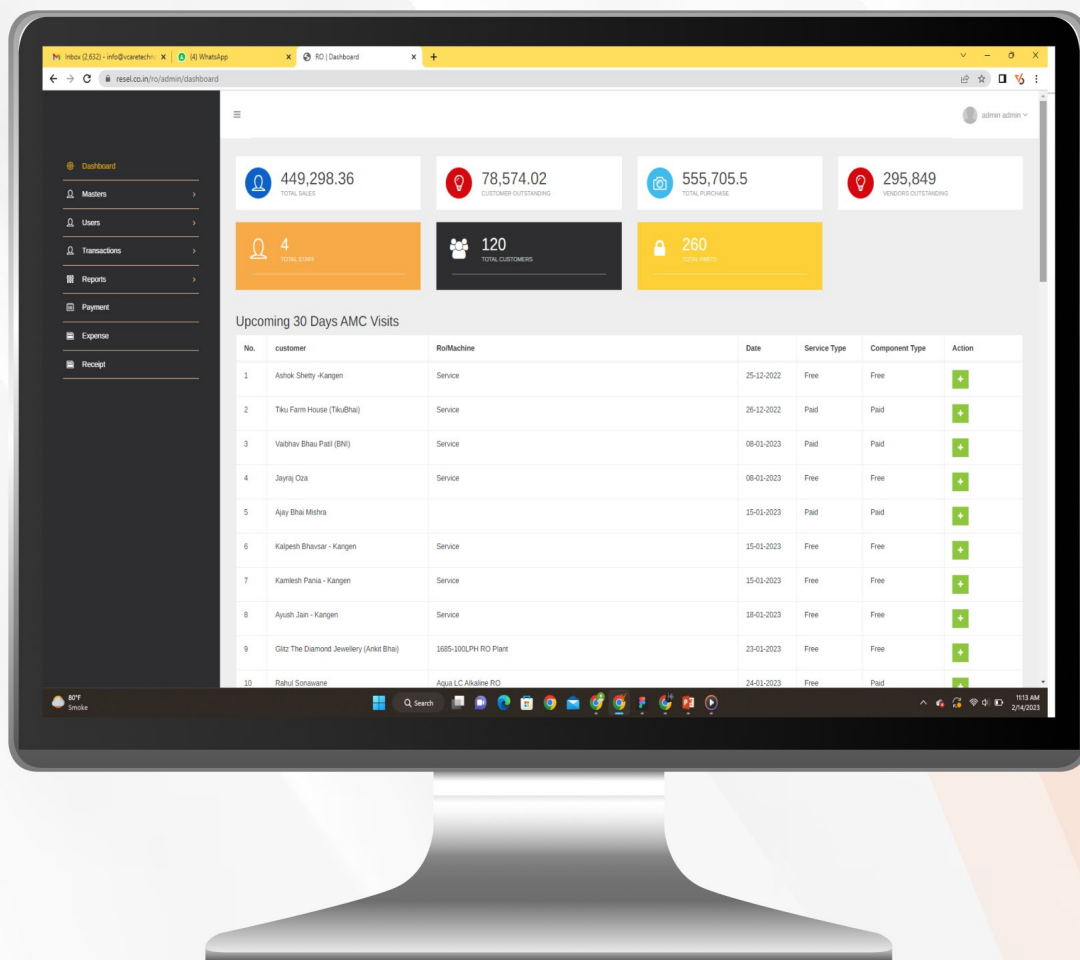 Inbox (2,632) - info@vcaretechn
(4) WhatsApp
RO | Dashboard
resel.co.in/ro/admin/dashboard
admin admin
Dashboard
Masters
Users
Transactions
Reports
Payment
Expense
Receipt
449,298.36
TOTAL SALES
78,574.02
CUSTOMER OUTSTANDING
555,705.5
TOTAL PURCHASE
295,849
VENDORS OUTSTANDING
4
TOTAL STAFF
120
TOTAL CUSTOMERS
260
TOTAL PARTS
Upcoming 30 Days AMC Visits
No. customer Ro/Machine Date Service Type Component Type Action
1 Ashok Shetty -Kangen Service 25-12-2022 Free Free +
2 Tiku Farm House (TikuBhai) Service 26-12-2022 Paid Paid +
3 Vaibhav Bhau Patil (BNI) Service 08-01-2023 Paid Paid +
4 Jayraj Oza Service 08-01-2023 Free Free +
5 Ajay Bhai Mishra 15-01-2023 Paid Paid +
6 Kalpesh Bhavsar - Kangen Service 15-01-2023 Free Free +
7 Kamlesh Pania - Kangen Service 15-01-2023 Free Free +
8 Ayush Jain - Kangen Service 18-01-2023 Free Free +
9 Glitz The Diamond Jewellery (Ankit Bhai) 1685-100LPH RO Plant 23-01-2023 Free Free +
10 Rahul Sonawane Aqua LC Alkaline RO 24-01-2023 Free Paid +
80°F
Smoke
Search
11:13 AM
2/14/2023